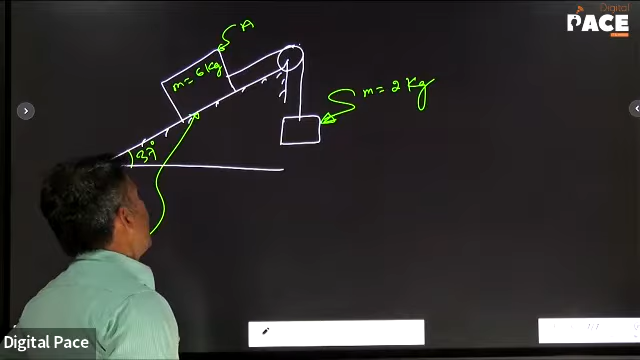 Digital
PACE
A
m = 6 kg
m = 2 kg
37°
Digital Pace